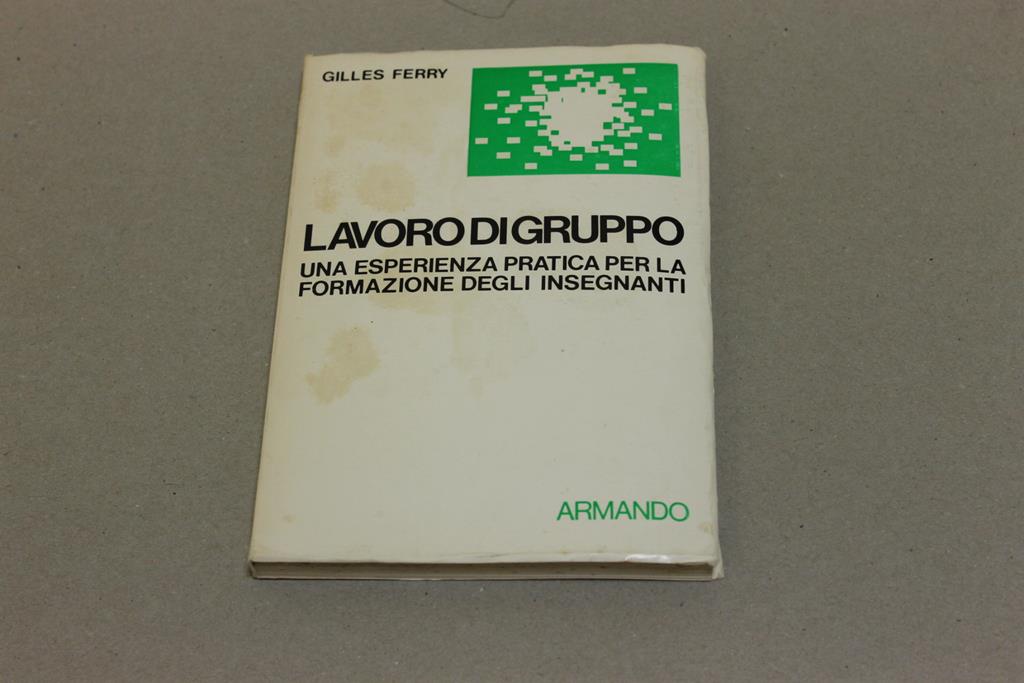 GILLES FERRY
LAVORO DI GRUPPO
UNA ESPERIENZA PRATICA PER LA
FORMAZIONE DEGLI INSEGNANTI
ARMANDO